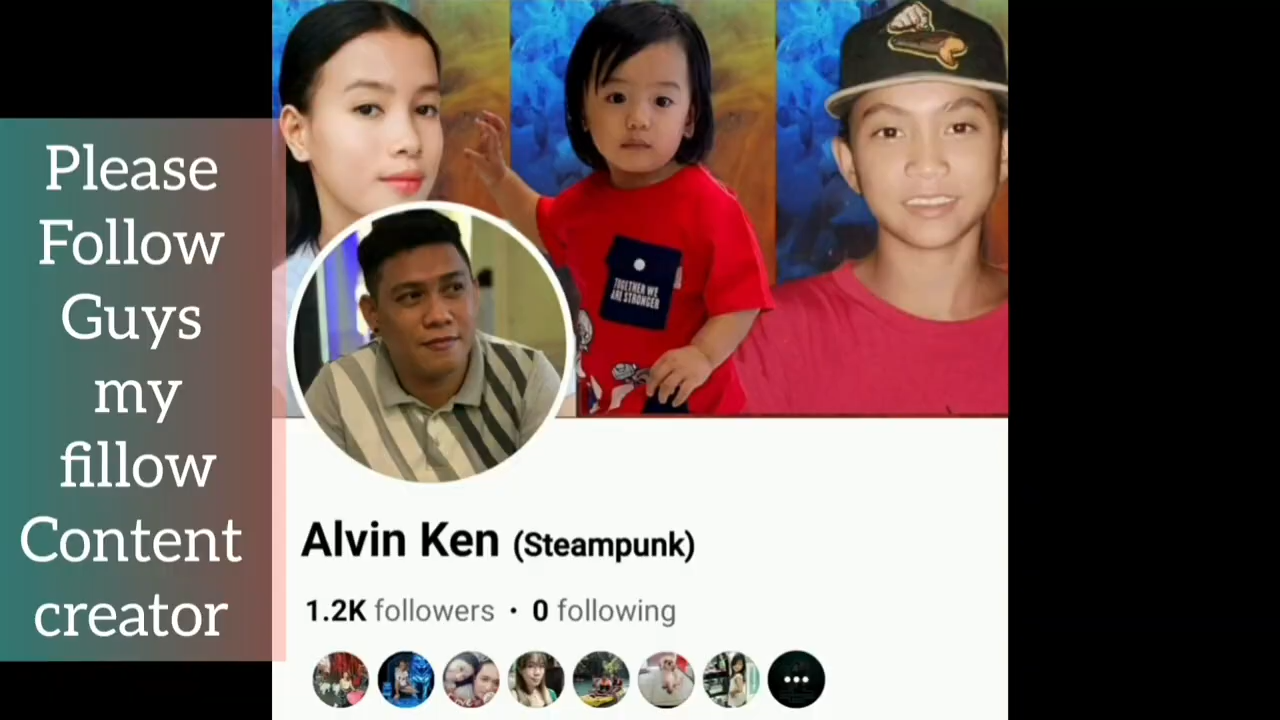 Please
Follow
Guys
my
fillow
Content
creator
TOGETHER WE
ARE STRONGER
Alvin Ken (Steampunk)
1.2K followers · 0 following